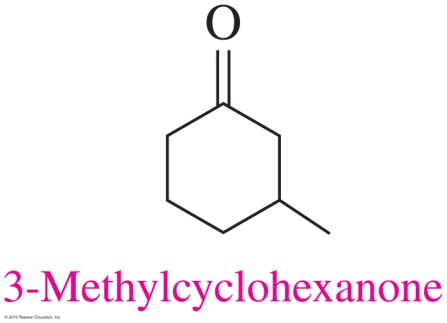 O
3-Methylcyclohexanone
© 2015 Pearson Education, Inc.